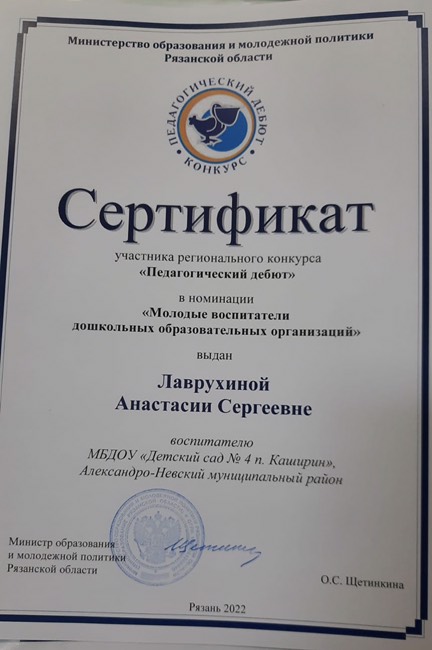 Министерство образования и молодежной политики
Рязанской области
ПЕДАГОГИЧЕСКИЙ ДЕБЮТ
КОНКУРС
Сертификат
участника регионального конкурса
«Педагогический дебют»
в номинации
«Молодые воспитатели
дошкольных образовательных организаций»
выдан
Лаврухиной
Анастасии Сергеевне
воспитателю
МБДОУ «Детский сад № 4 п. Каширин»,
Александро-Невский муниципальный район
Министр образования
и молодежной политики
Рязанской области
О.С. Щетинкина
Рязань 2022